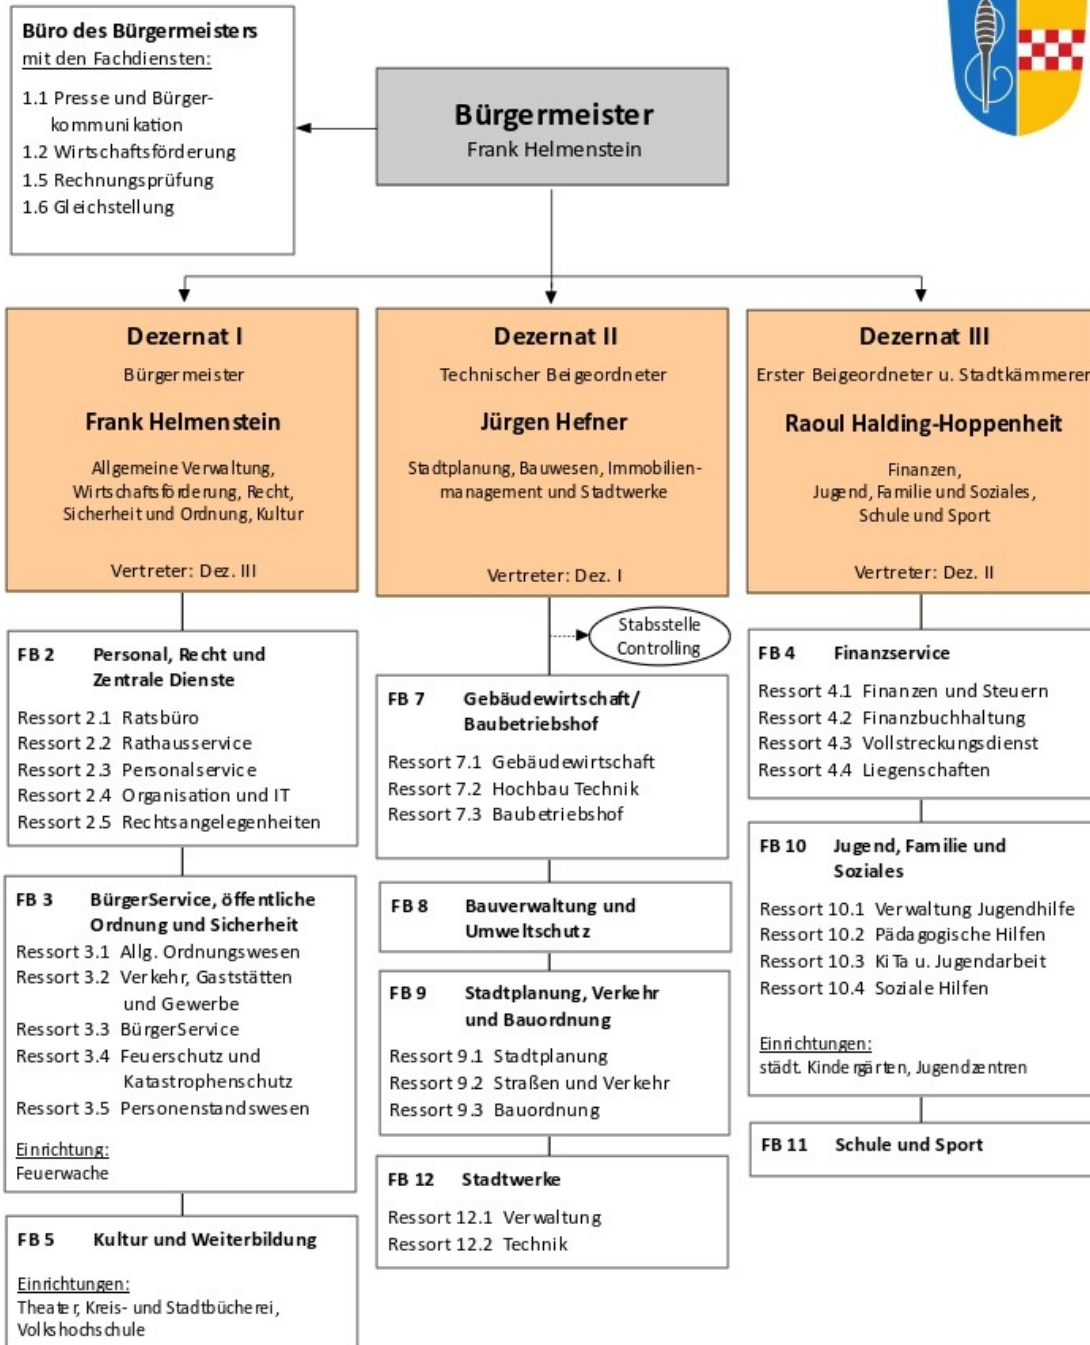 Büro des Bürgermeisters
mit den Fachdiensten:
1.1 Presse und Bürger-
kommunikation
1.2 Wirtschaftsförderung
1.5 Rechnungsprüfung
1.6 Gleichstellung
Bürgermeister
Frank Helmenstein
Dezernat I
Bürgermeister
Frank Helmenstein
Allgemeine Verwaltung,
Wirtschaftsförderung, Recht,
Sicherheit und Ordnung, Kultur
Vertreter: Dez. III
FB 2 Personal, Recht und
Zentrale Dienste
Ressort 2.1 Ratsbüro
Ressort 2.2 Rathausservice
Ressort 2.3 Personalservice
Ressort 2.4 Organisation und IT
Ressort 2.5 Rechtsangelegenheiten
FB 3 BürgerService, öffentliche
Ordnung und Sicherheit
Ressort 3.1 Allg. Ordnungswesen
Ressort 3.2 Verkehr, Gaststätten
und Gewerbe
Ressort 3.3 BürgerService
Ressort 3.4 Feuerschutz und
Katastrophenschutz
Ressort 3.5 Personenstandswesen
Einrichtung:
Feuerwache
FB 5 Kultur und Weiterbildung
Einrichtungen:
Theater, Kreis- und Stadtbücherei,
Volkshochschule
Dezernat II
Technischer Beigeordneter
Jürgen Hefner
Stadtplanung, Bauwesen, Immobilien-
management und Stadtwerke
Vertreter: Dez. I
Stabsstelle
Controlling
FB 7 Gebäudewirtschaft/
Baubetriebshof
Ressort 7.1 Gebäudewirtschaft
Ressort 7.2 Hochbau Technik
Ressort 7.3 Baubetriebshof
FB 8 Bauverwaltung und
Umweltschutz
FB 9 Stadtplanung, Verkehr
und Bauordnung
Ressort 9.1 Stadtplanung
Ressort 9.2 Straßen und Verkehr
Ressort 9.3 Bauordnung
FB 12 Stadtwerke
Ressort 12.1 Verwaltung
Ressort 12.2 Technik
Dezernat III
Erster Beigeordneter u. Stadtkämmerer
Raoul Halding-Hoppenheit
Finanzen,
Jugend, Familie und Soziales,
Schule und Sport
Vertreter: Dez. II
FB 4 Finanzservice
Ressort 4.1 Finanzen und Steuern
Ressort 4.2 Finanzbuchhaltung
Ressort 4.3 Vollstreckungsdienst
Ressort 4.4 Liegenschaften
FB 10 Jugend, Familie und
Soziales
Ressort 10.1 Verwaltung Jugendhilfe
Ressort 10.2 Pädagogische Hilfen
Ressort 10.3 KiTa u. Jugendarbeit
Ressort 10.4 Soziale Hilfen
Einrichtungen:
städt. Kindergärten, Jugendzentren
FB 11 Schule und Sport